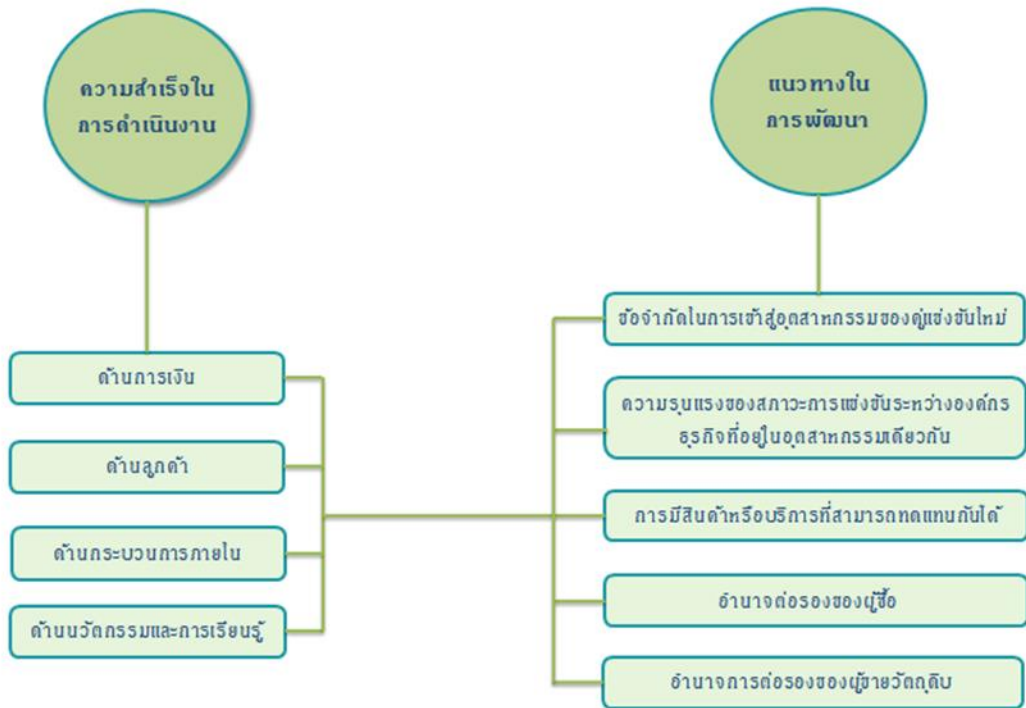 ความสำเร็จใน
การดำเนินงาน
ด้านการเงิน
ด้านลูกค้า
ด้านกระบวนการภายใน
ด้านนวัตกรรมและการเรียนรู้
แนวทางใน
การพัฒนา
ข้อจำกัดในการเข้าสู่อุตสาหกรรมของคู่แข่งขันใหม่
ความรุนแรงของสภาวะการแข่งขันระหว่างองค์กร
ธุรกิจที่อยู่ในอุตสาหกรรมเดียวกัน
การมีสินค้าหรือบริการที่สามารถทดแทนกันได้
อำนาจต่อรองของผู้ซื้อ
อำนาจการต่อรองของผู้ขายวัตถุดิบ